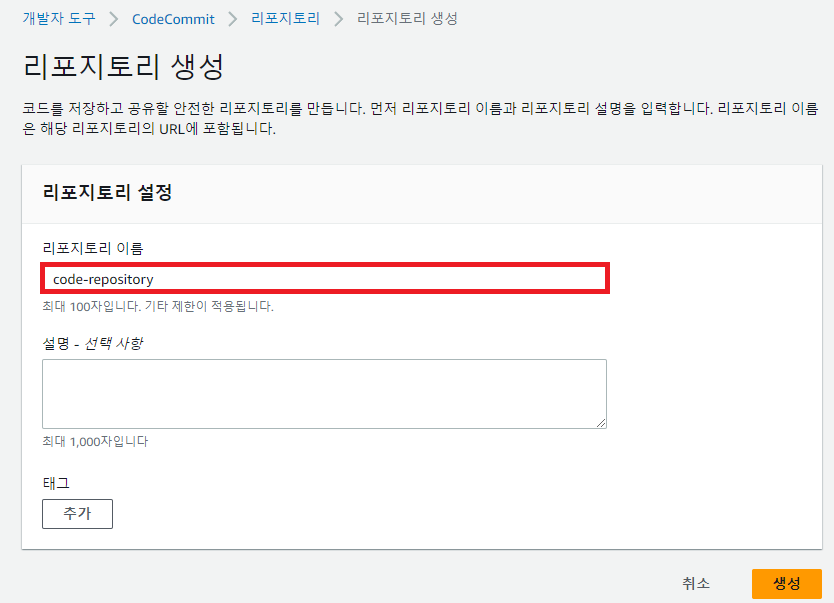 개발자 도구 > CodeCommit > 리포지토리 > 리포지토리 생성
리포지토리 생성
코드를 저장하고 공유할 안전한 리포지토리를 만듭니다. 먼저 리포지토리 이름과 리포지토리 설명을 입력합니다. 리포지토리 이름
은 해당 리포지토리의 URL에 포함됩니다.
리포지토리 설정
리포지토리 이름
code-repository
최대 100자입니다. 기타 제한이 적용됩니다.
설명 - 선택 사항
최대 1,000자입니다
태그
추가
취소 생성